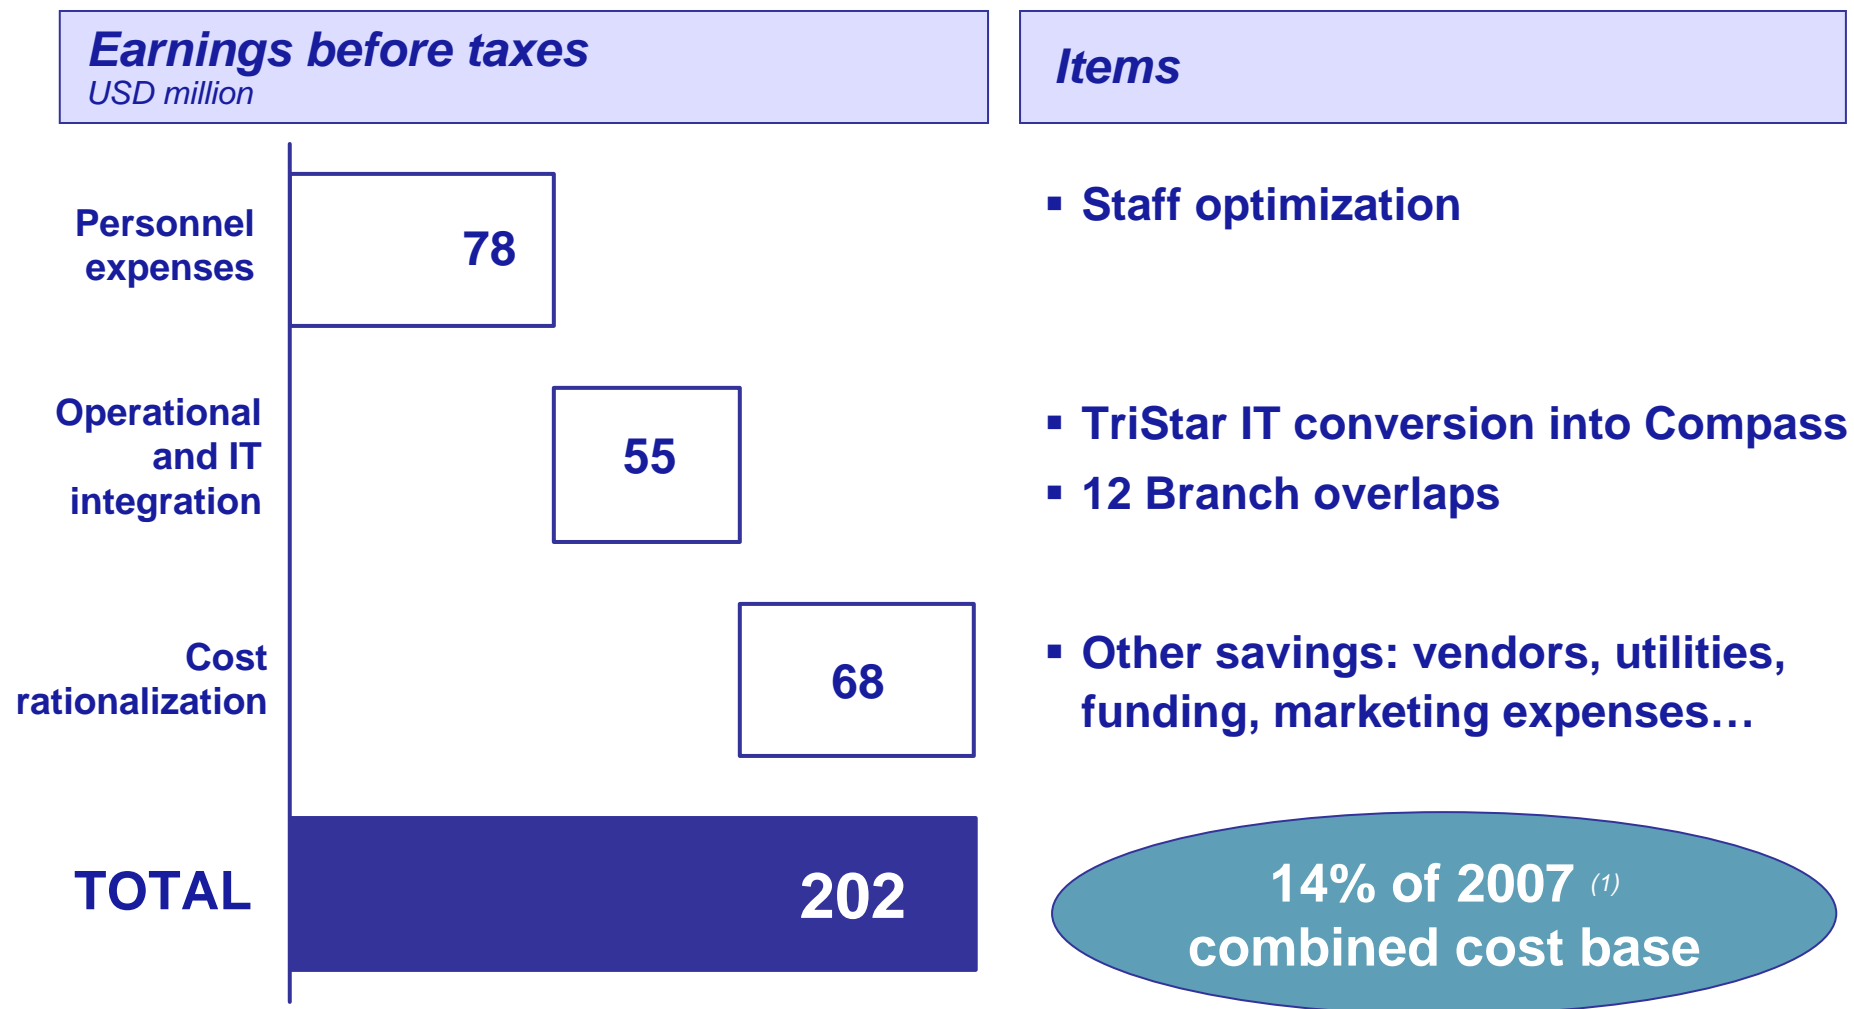 Earnings before taxes
USD million
Items
Personnel
expenses
78
▪ Staff optimization
Operational
and IT
integration
55
▪ TriStar IT conversion into Compass
▪ 12 Branch overlaps
Cost
rationalization
68
▪ Other savings: vendors, utilities,
funding, marketing expenses…
TOTAL
202
14% of 2007 (1)
combined cost base